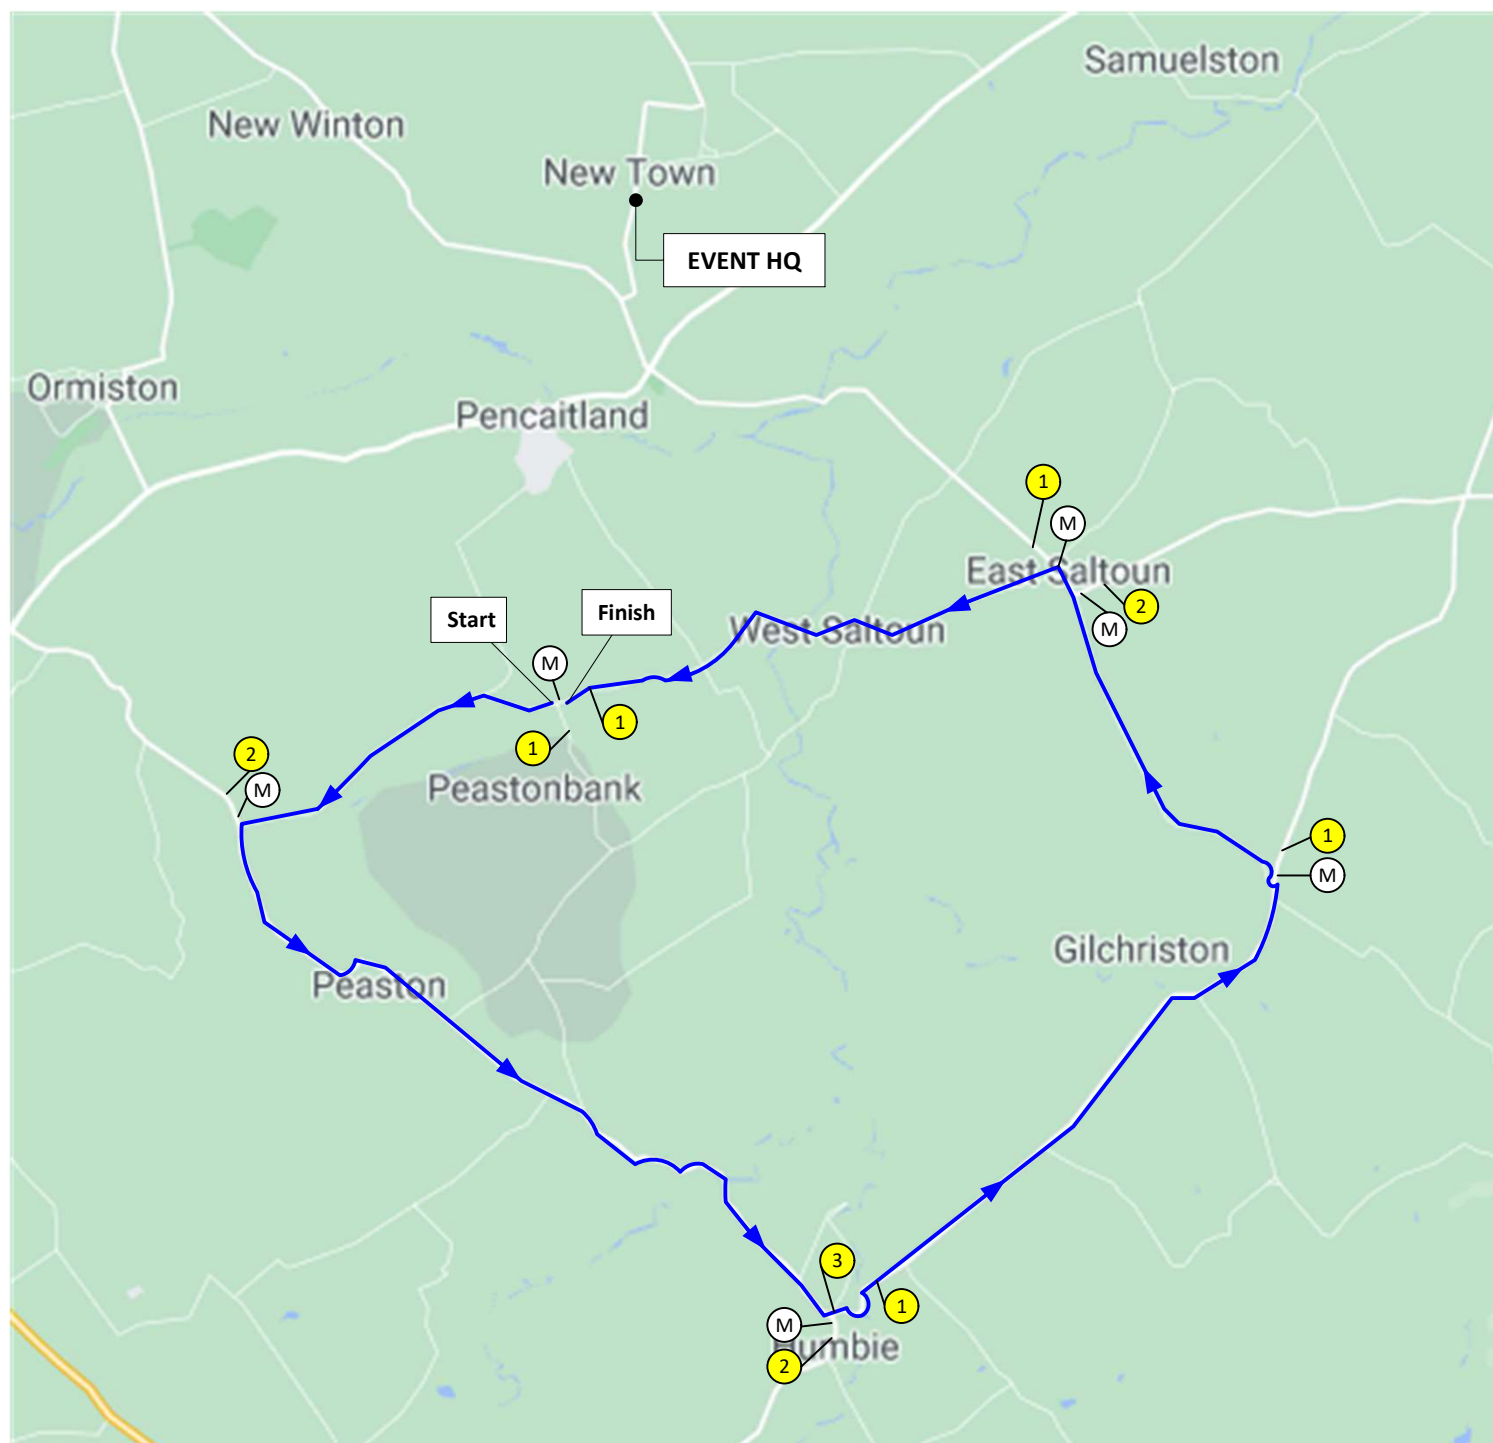 Samuelston
New Winton
New Town
EVENT HQ
Ormiston
Pencaitland
1
M
East Saltoun
2
M
Start
Finish
West Saltoun
M
1
1
2
M
Peastonbank
1
M
Gilchriston
Peaston
3
1
M
Humbie
2